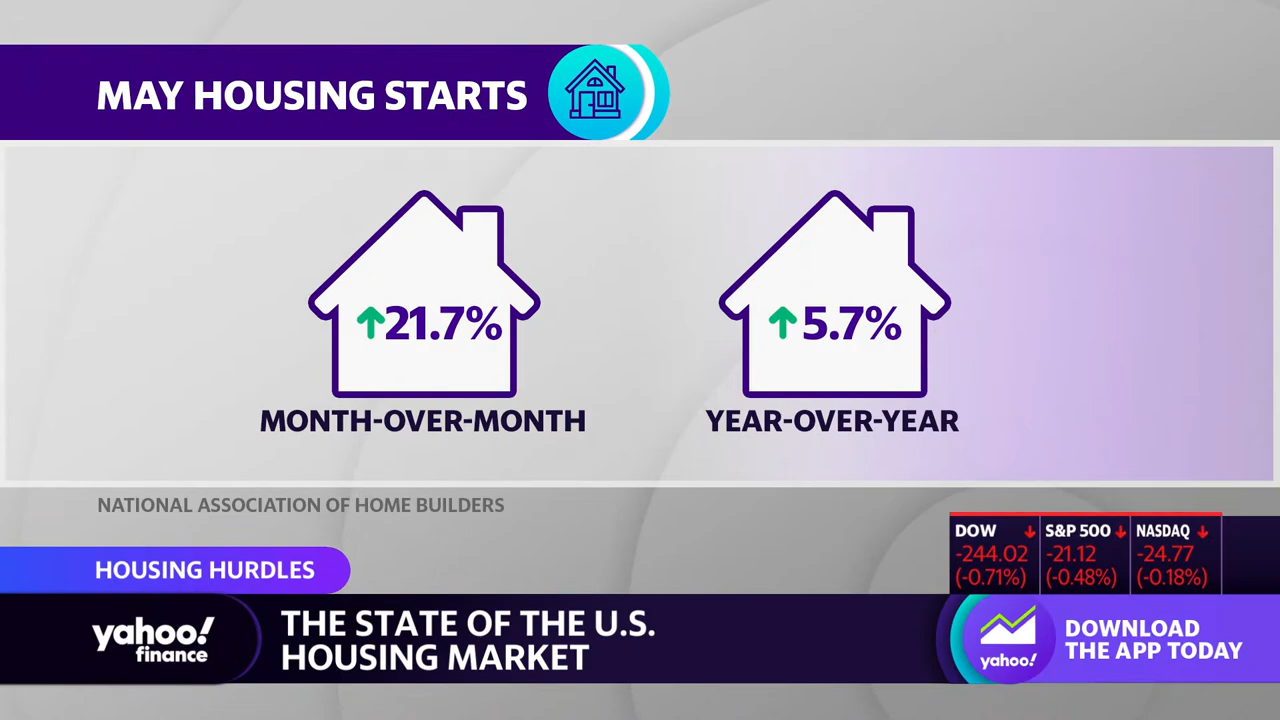 MAY HOUSING STARTS
21.7%
5.7%
MONTH-OVER-MONTH
YEAR-OVER-YEAR
NATIONAL ASSOCIATION OF HOME BUILDERS
DOW
S&P 500
NASDAQ
-244.02
-21.12
-24.77
(-0.71%)
(-0.48%)
(-0.18%)
HOUSING HURDLES
yahoo!
finance
THE STATE OF THE U.S.
HOUSING MARKET
yahoo!
DOWNLOAD
THE APP TODAY